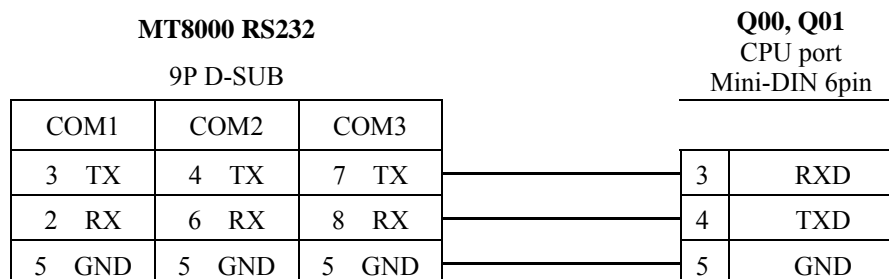 MT8000 RS232
Q00, Q01
CPU port
9P D-SUB
Mini-DIN 6pin
COM1 COM2 COM3
3 TX 4 TX 7 TX 3 RXD
2 RX 6 RX 8 RX 4 TXD
5 GND 5 GND 5 GND 5 GND